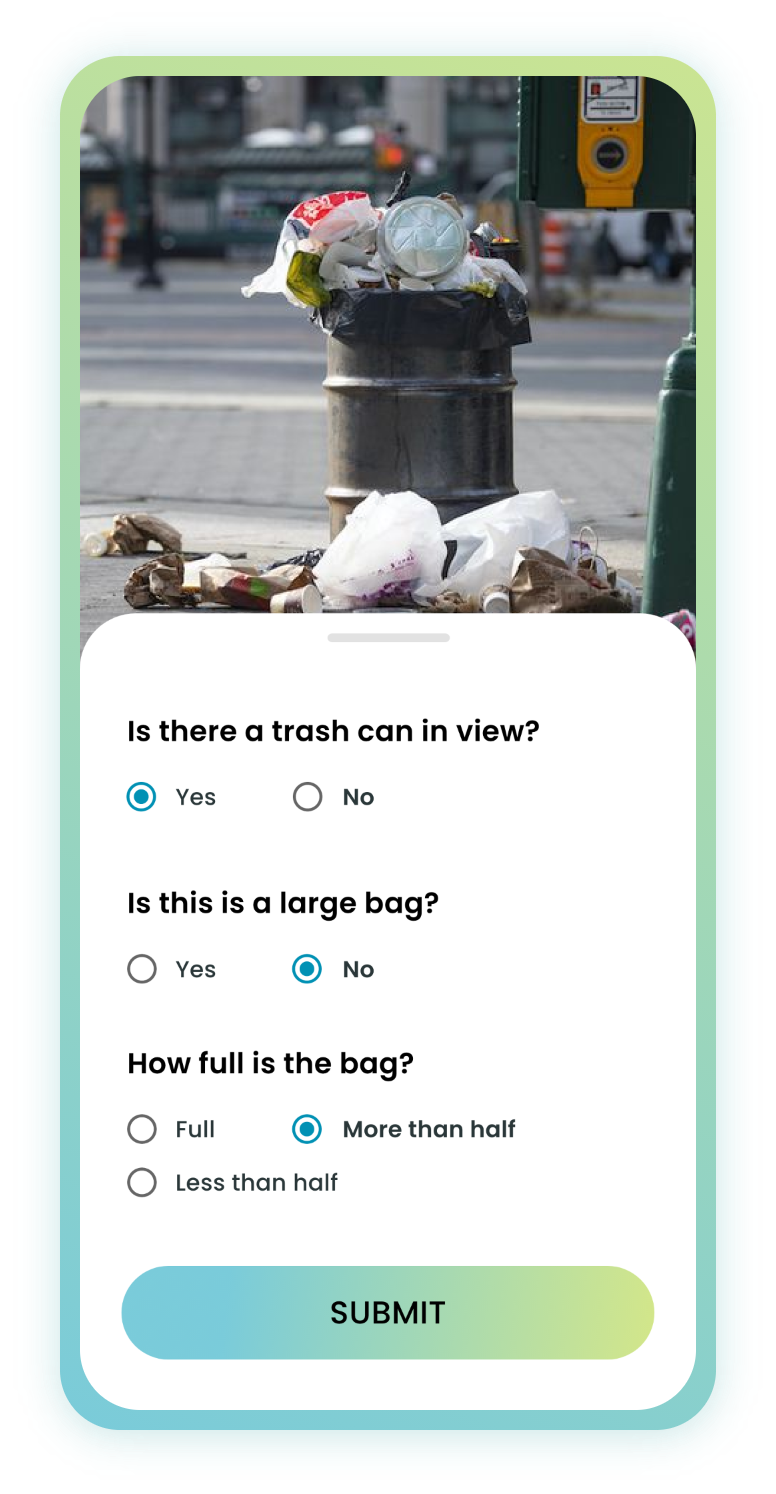 Is there a trash can in view?
Yes No
Is this is a large bag?
Yes No
How full is the bag?
Full More than half
Less than half
SUBMIT